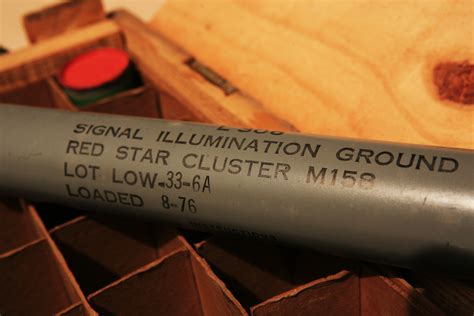 SIGNAL ILLUMINATION GROUND
RED STAR CLUSTER M158
LOT LOW-33-6A
LOADED 8-76